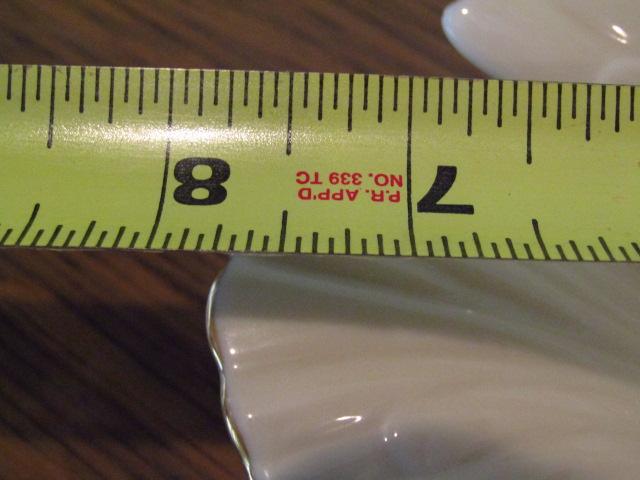 P.R. APP'D
NO. 339 TC
7
8